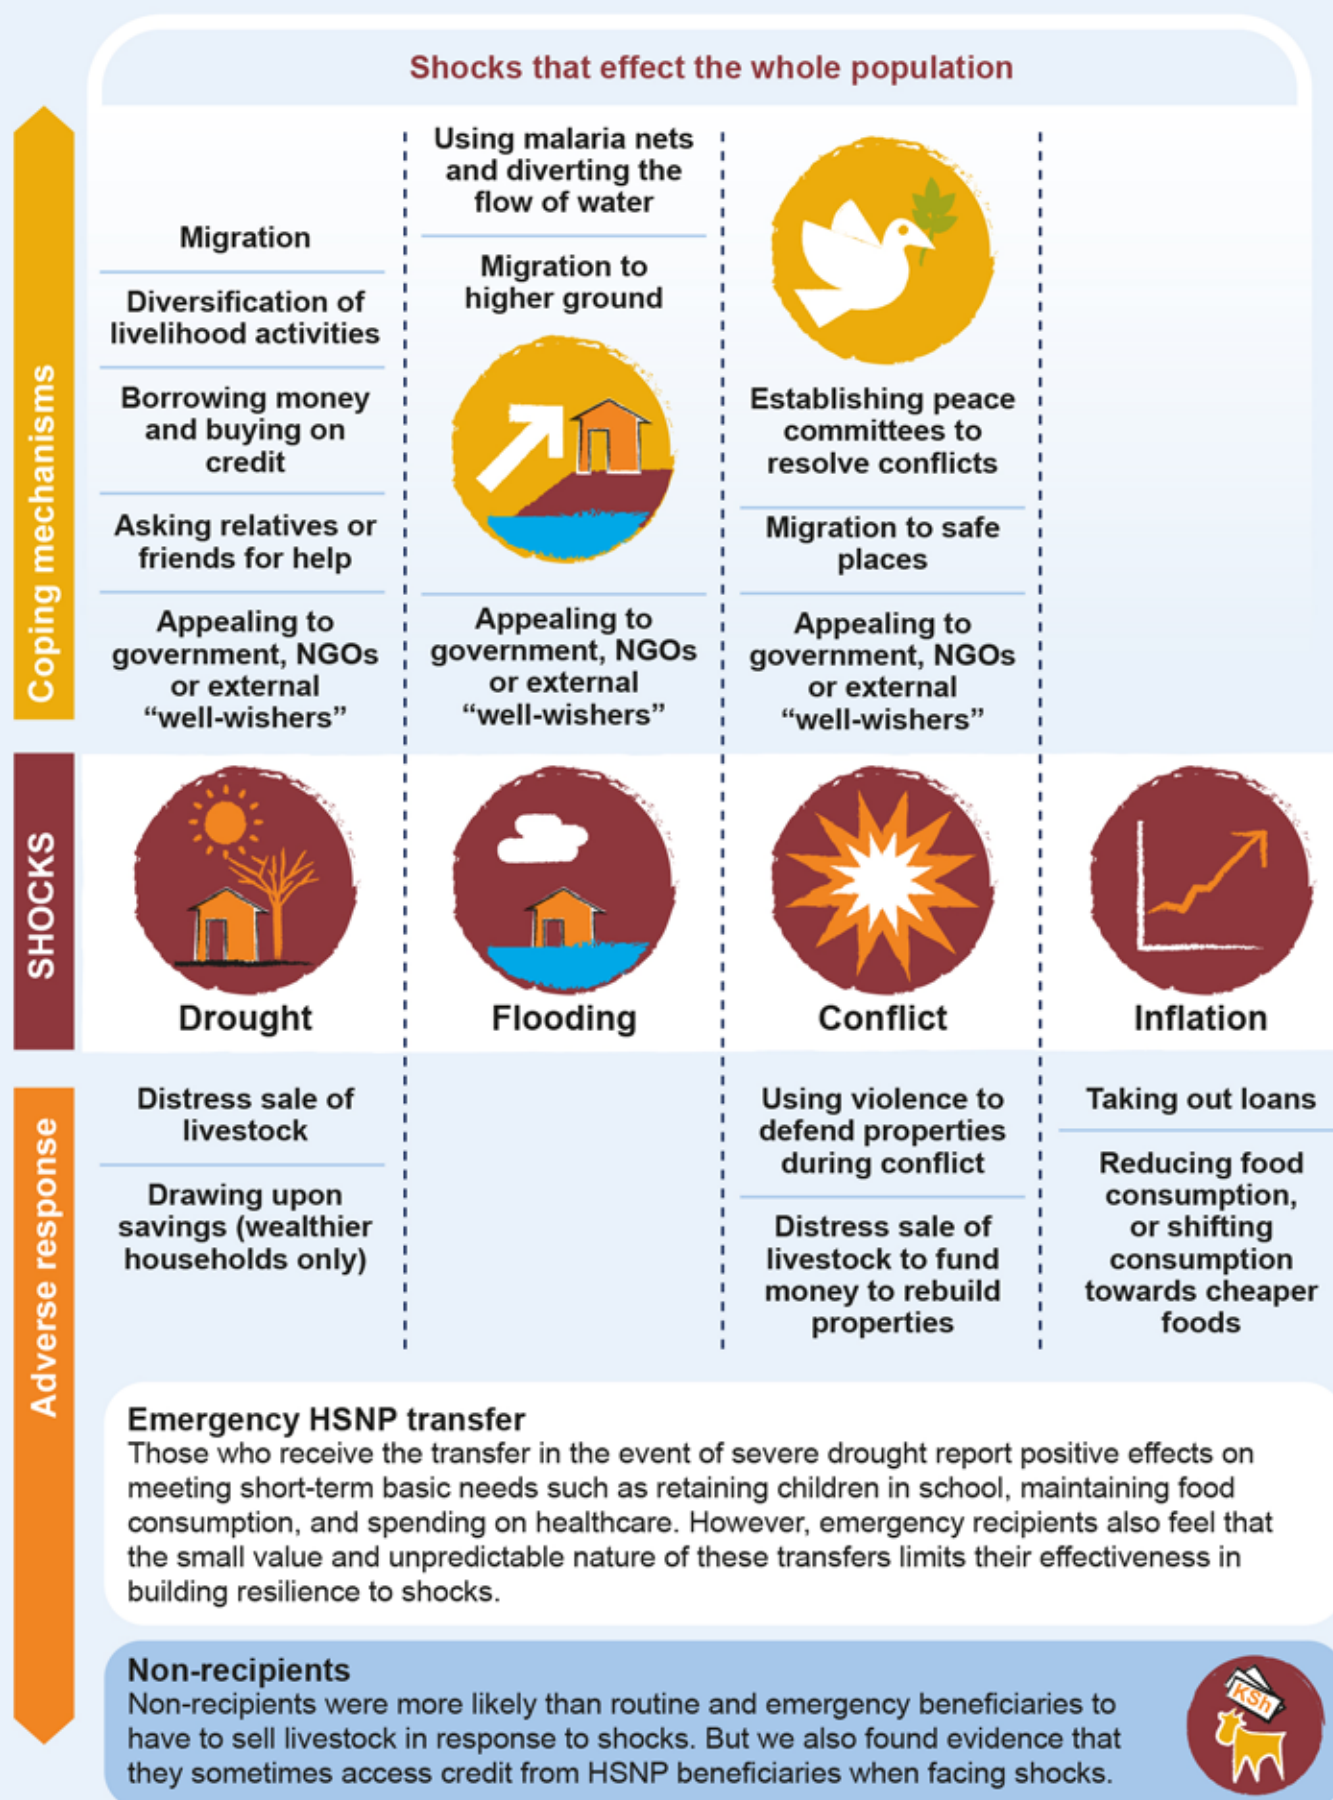 Shocks that effect the whole population
Coping mechanisms
Migration
Diversification of
livelihood activities
Borrowing money
and buying on
credit
Asking relatives or
friends for help
Appealing to
government, NGOs
or external
“well-wishers”
Using malaria nets
and diverting the
flow of water
Migration to
higher ground
Appealing to
government, NGOs
or external
“well-wishers”
Establishing peace
committees to
resolve conflicts
Migration to safe
places
Appealing to
government, NGOs
or external
“well-wishers”
SHOCKS
Drought
Flooding
Conflict
Inflation
Adverse response
Distress sale of
livestock
Drawing upon
savings (wealthier
households only)
Using violence to
defend properties
during conflict
Distress sale of
livestock to fund
money to rebuild
properties
Taking out loans
Reducing food
consumption,
or shifting
consumption
towards cheaper
foods
Emergency HSNP transfer
Those who receive the transfer in the event of severe drought report positive effects on
meeting short-term basic needs such as retaining children in school, maintaining food
consumption, and spending on healthcare. However, emergency recipients also feel that
the small value and unpredictable nature of these transfers limits their effectiveness in
building resilience to shocks.
Non-recipients
Non-recipients were more likely than routine and emergency beneficiaries to
have to sell livestock in response to shocks. But we also found evidence that
they sometimes access credit from HSNP beneficiaries when facing shocks.
KSh